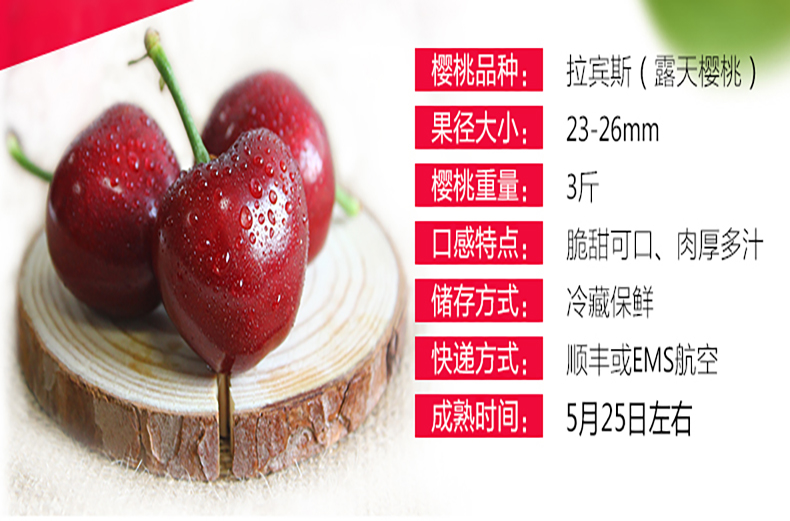 樱桃品种： 拉宾斯（露天樱桃）
果径大小： 23-26mm
樱桃重量： 3斤
口感特点： 脆甜可口、肉厚多汁
储存方式： 冷藏保鲜
快递方式： 顺丰或EMS航空
成熟时间： 5月25日左右